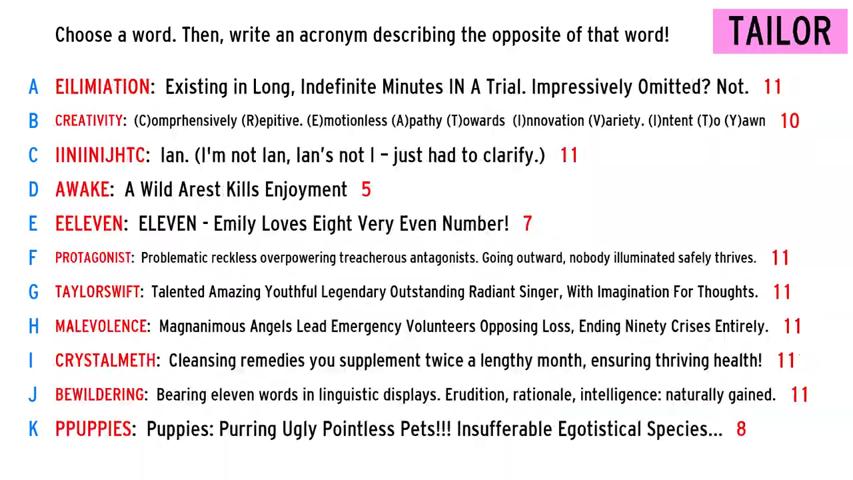 Choose a word. Then, write an acronym describing the opposite of that word!
TAILOR
A EILIMIATION: Existing in Long, Indefinite Minutes IN A Trial. Impressively Omitted? Not. 11
B CREATIVITY: (C)omprhensively (R)epitive. (E)motionless (A)pathy (T)owards (I)nnovation (V)ariety. (I)ntent (T)o (Y)awn 10
C IINIINIJHTC: Ian. (I'm not Ian, Ian's not I – just had to clarify.) 11
D AWAKE: A Wild Arest Kills Enjoyment 5
E EELEVEN: ELEVEN - Emily Loves Eight Very Even Number! 7
F PROTAGONIST: Problematic reckless overpowering treacherous antagonists. Going outward, nobody illuminated safely thrives. 11
G TAYLORSWIFT: Talented Amazing Youthful Legendary Outstanding Radiant Singer, With Imagination For Thoughts. 11
H MALEVOLENCE: Magnanimous Angels Lead Emergency Volunteers Opposing Loss, Ending Ninety Crises Entirely. 11
I CRYSTALMETH: Cleansing remedies you supplement twice a lengthy month, ensuring thriving health! 11
J BEWILDERING: Bearing eleven words in linguistic displays. Erudition, rationale, intelligence: naturally gained. 11
K PPUPPIES: Puppies: Purring Ugly Pointless Pets!!! Insufferable Egotistical Species... 8